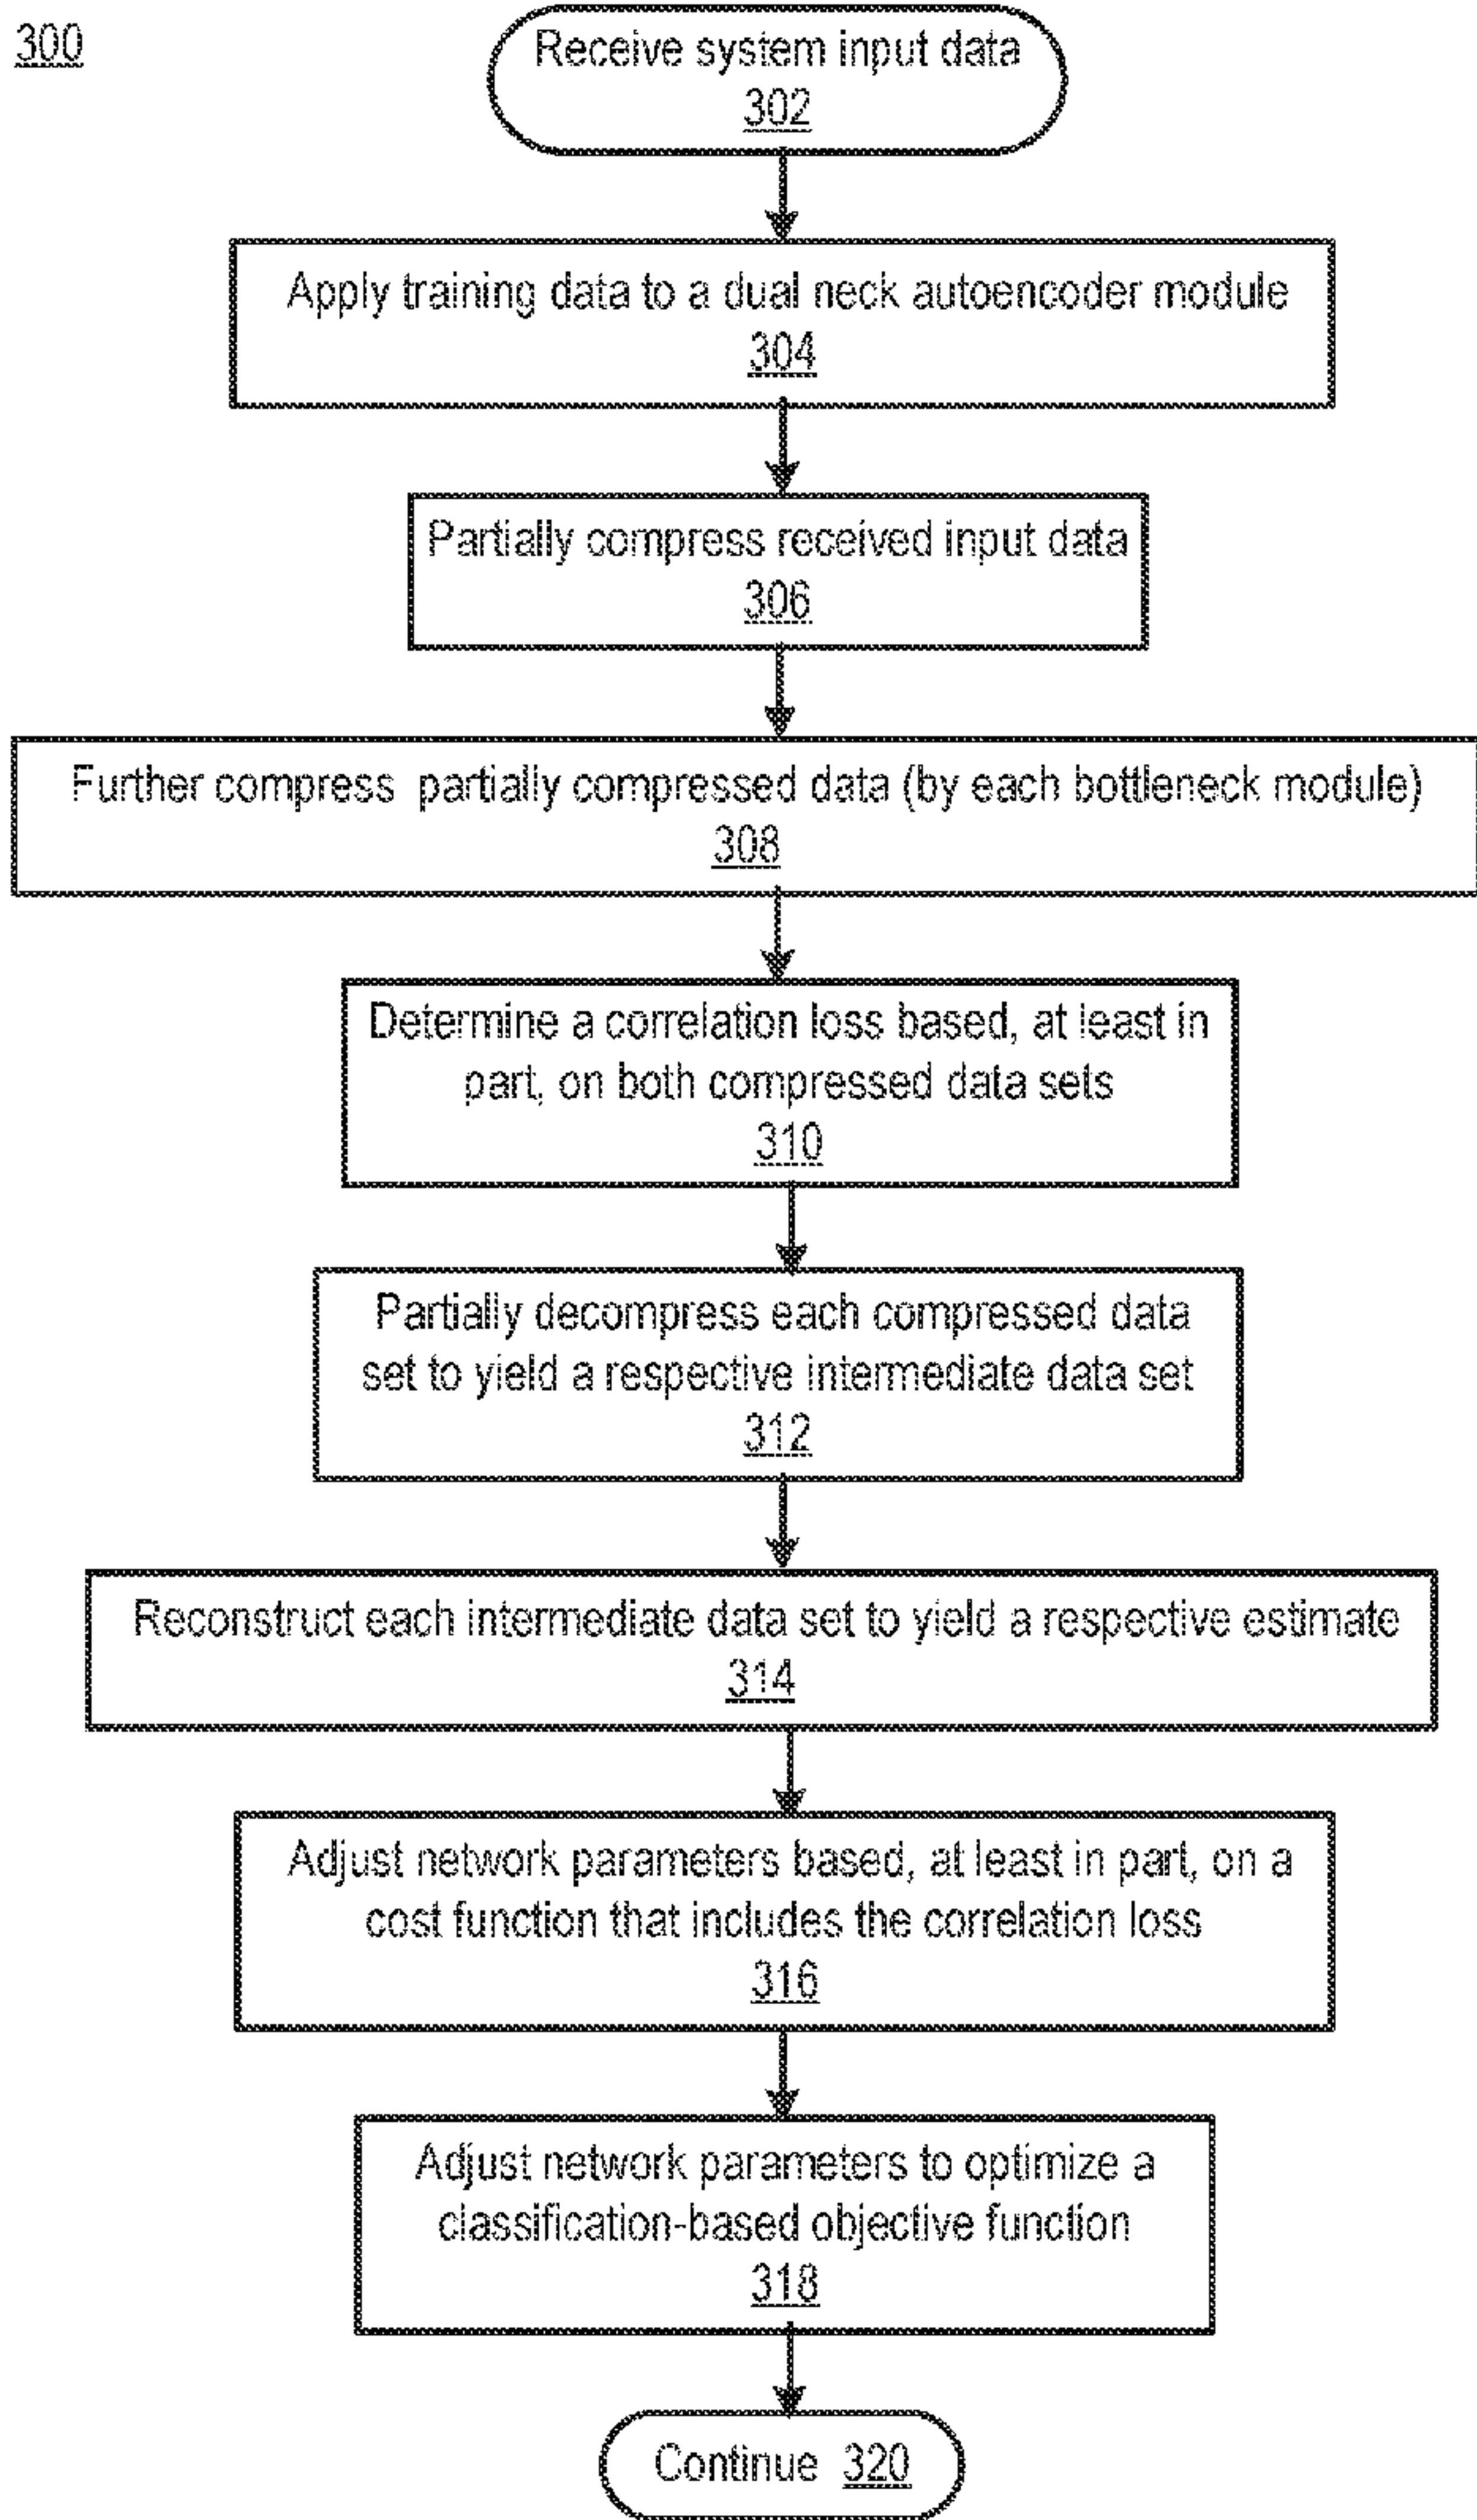 300
Receive system input data
302
Apply training data to a dual neck autoencoder module
304
Partially compress received input data
306
Further compress partially compressed data (by each bottleneck module)
308
Determine a correlation loss based, at least in
part, on both compressed data sets
310
Partially decompress each compressed data
set to yield a respective intermediate data set
312
Reconstruct each intermediate data set to yield a respective estimate
314
Adjust network parameters based, at least in part, on a
cost function that includes the correlation loss
316
Adjust network parameters to optimize a
classification-based objective function
318
Continue 320